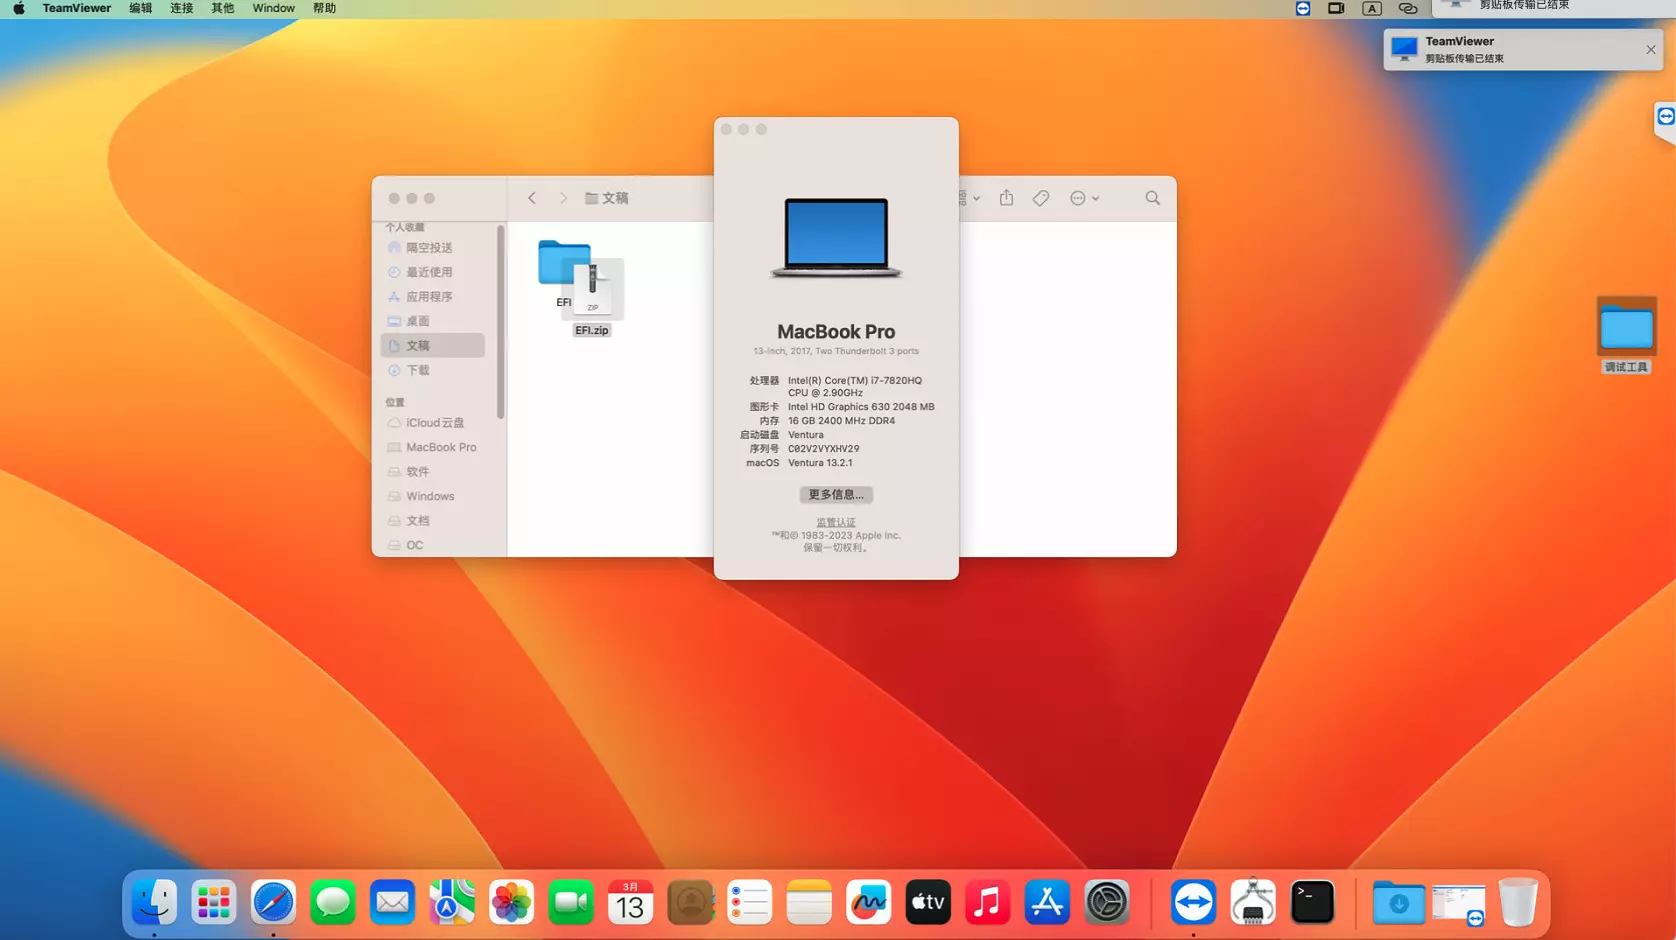 TeamViewer 编辑 连接 其他 Window 帮助
A
剪贴板传输已结束
TeamViewer
剪贴板传输已结束
文稿
个人收藏
隔空投送
最近使用
应用程序
桌面
文稿
下载
位置
iCloud云盘
MacBook Pro
软件
Windows
文档
OC
EFI
ZIP
EFI.zip
MacBook Pro
13-inch, 2017, Two Thunderbolt 3 ports
处理器 Intel(R) Core(TM) i7-7820HQ
CPU @ 2.90GHz
图形卡 Intel HD Graphics 630 2048 MB
内存 16 GB 2400 MHz DDR4
启动磁盘 Ventura
序列号 C02V2VYXHV29
macOS Ventura 13.2.1
更多信息...
监管认证
™和© 1983-2023 Apple Inc.
保留一切权利。
调试工具
3月
13
tv
>_